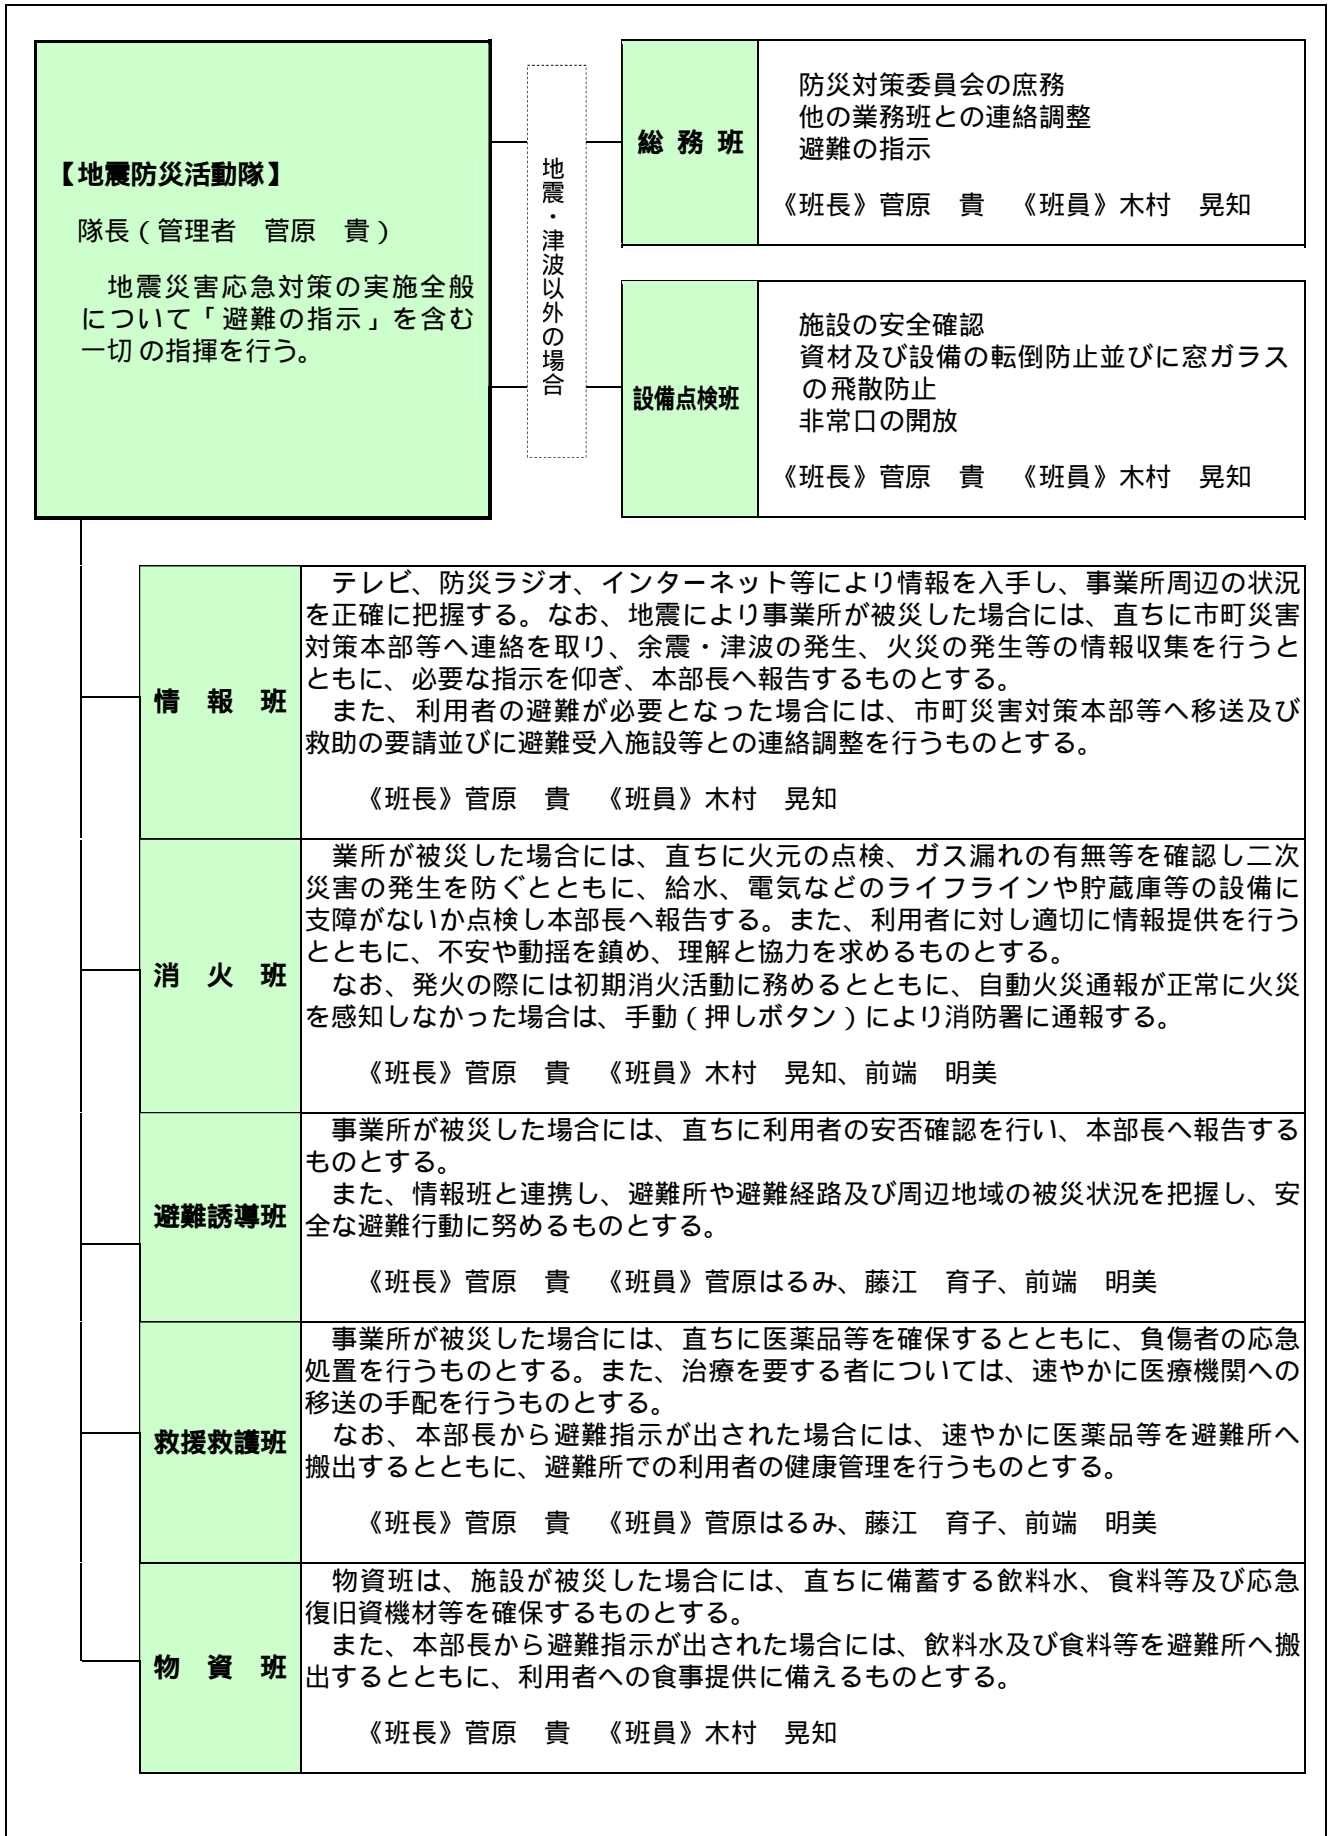 【地震防災活動隊】
隊長（管理者　菅原　貴）
地震災害応急対策の実施全般
について「避難の指示」を含む
一切の指揮を行う。
地震・津波以外の場合
総務班
防災対策委員会の庶務
他の業務班との連絡調整
避難の指示
《班長》菅原　貴　《班員》木村　晃知
設備点検班
施設の安全確認
資材及び設備の転倒防止並びに窓ガラス
の飛散防止
非常口の開放
《班長》菅原　貴　《班員》木村　晃知
情　報　班
テレビ、防災ラジオ、インターネット等により情報を入手し、事業所周辺の状況
を正確に把握する。なお、地震により事業所が被災した場合には、直ちに市町災害
対策本部等へ連絡を取り、余震・津波の発生、火災の発生等の情報収集を行うと
ともに、必要な指示を仰ぎ、本部長へ報告するものとする。
また、利用者の避難が必要となった場合には、市町災害対策本部等へ移送及び
救助の要請並びに避難受入施設等との連絡調整を行うものとする。
《班長》菅原　貴　《班員》木村　晃知
消　火　班
業所が被災した場合には、直ちに火元の点検、ガス漏れの有無等を確認し二次
災害の発生を防ぐとともに、給水、電気などのライフラインや貯蔵庫等の設備に
支障がないか点検し本部長へ報告する。また、利用者に対し適切に情報提供を行う
とともに、不安や動揺を鎮め、理解と協力を求めるものとする。
なお、発火の際には初期消火活動に務めるとともに、自動火災通報が正常に火災
を感知しなかった場合は、手動（押しボタン）により消防署に通報する。
《班長》菅原　貴　《班員》木村　晃知、前端　明美
避難誘導班
事業所が被災した場合には、直ちに利用者の安否確認を行い、本部長へ報告する
ものとする。
また、情報班と連携し、避難所や避難経路及び周辺地域の被災状況を把握し、安
全な避難行動に努めるものとする。
《班長》菅原　貴　《班員》菅原はるみ、藤江　育子、前端　明美
救援救護班
事業所が被災した場合には、直ちに医薬品等を確保するとともに、負傷者の応急
処置を行うものとする。また、治療を要する者については、速やかに医療機関への
移送の手配を行うものとする。
なお、本部長から避難指示が出された場合には、速やかに医薬品等を避難所へ
搬出するとともに、避難所での利用者の健康管理を行うものとする。
《班長》菅原　貴　《班員》菅原はるみ、藤江　育子、前端　明美
物　資　班
物資班は、施設が被災した場合には、直ちに備蓄する飲料水、食料等及び応急
復旧資機材等を確保するものとする。
また、本部長から避難指示が出された場合には、飲料水及び食料等を避難所へ搬
出するとともに、利用者への食事提供に備えるものとする。
《班長》菅原　貴　《班員》木村　晃知